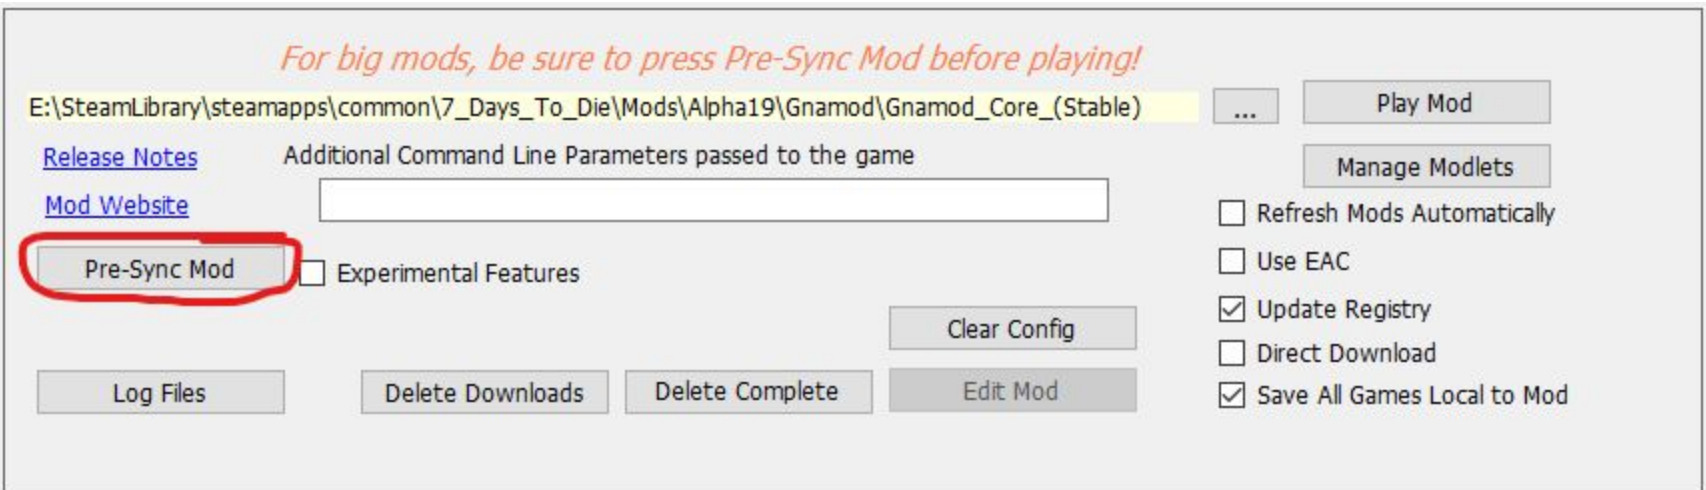 For big mods, be sure to press Pre-Sync Mod before playing!
E:\SteamLibrary\steamapps\common\7_Days_To_Die\Mods\Alpha19\Gnamod\Gnamod_Core_(Stable)
...
Play Mod
Release Notes
Additional Command Line Parameters passed to the game
Manage Modlets
Mod Website
Refresh Mods Automatically
Pre-Sync Mod
Experimental Features
Use EAC
Update Registry
Clear Config
Direct Download
Log Files
Delete Downloads
Delete Complete
Edit Mod
Save All Games Local to Mod